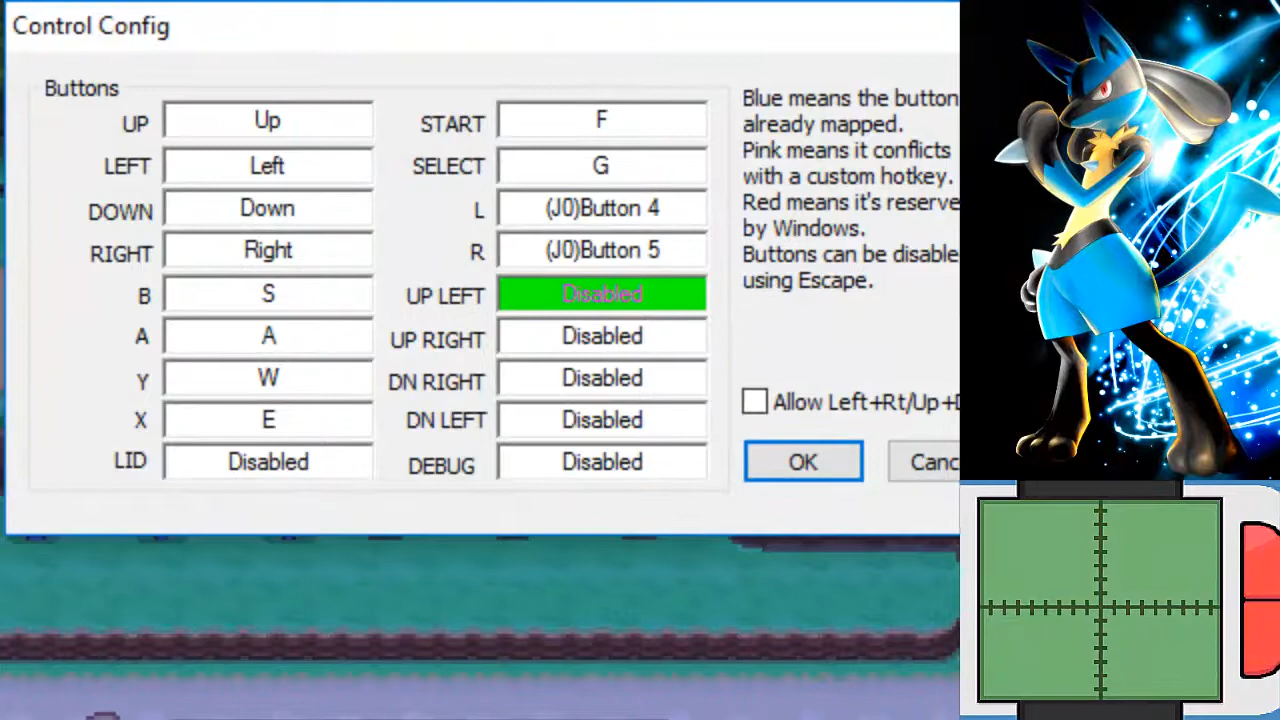 Control Config
Buttons
UP Up
LEFT Left
DOWN Down
RIGHT Right
B S
A A
Y W
X E
LID Disabled
START F
SELECT G
L (J0)Button 4
R (J0)Button 5
UP LEFT Disabled
UP RIGHT Disabled
DN RIGHT Disabled
DN LEFT Disabled
DEBUG Disabled
Blue means the button
already mapped.
Pink means it conflicts
with a custom hotkey.
Red means it's reserve
by Windows.
Buttons can be disable
using Escape.
Allow Left+Rt/Up+D
OK
Canc